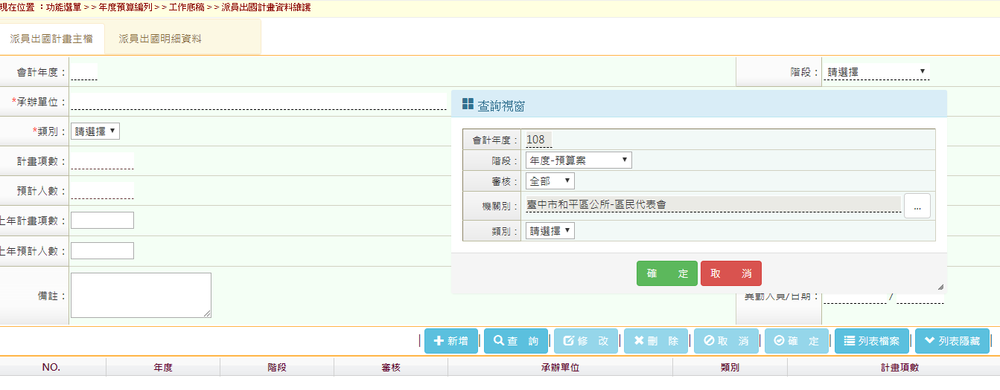 現在位置 ：功能選單 >> 年度預算編列 >> 工作底稿 >> 派員出國計畫資料維護
派員出國計畫主檔 派員出國明細資料
會計年度： 階段： 請選擇
*承辦單位：
查詢視窗
*類別： 請選擇
會計年度： 108
計畫項數： 階段： 年度-預算案
審核： 全部
預計人數：
機關別： 臺中市和平區公所-區民代表會 ...
上年計畫項數： 類別： 請選擇
上年預計人數：
確 定 取 消
備註： 異動人員/日期： /
新增 查 詢 修 改 刪 除 取 消 確 定 列表檔案 列表隱藏
NO. 年度 階段 審核 承辦單位 類別 計畫項數